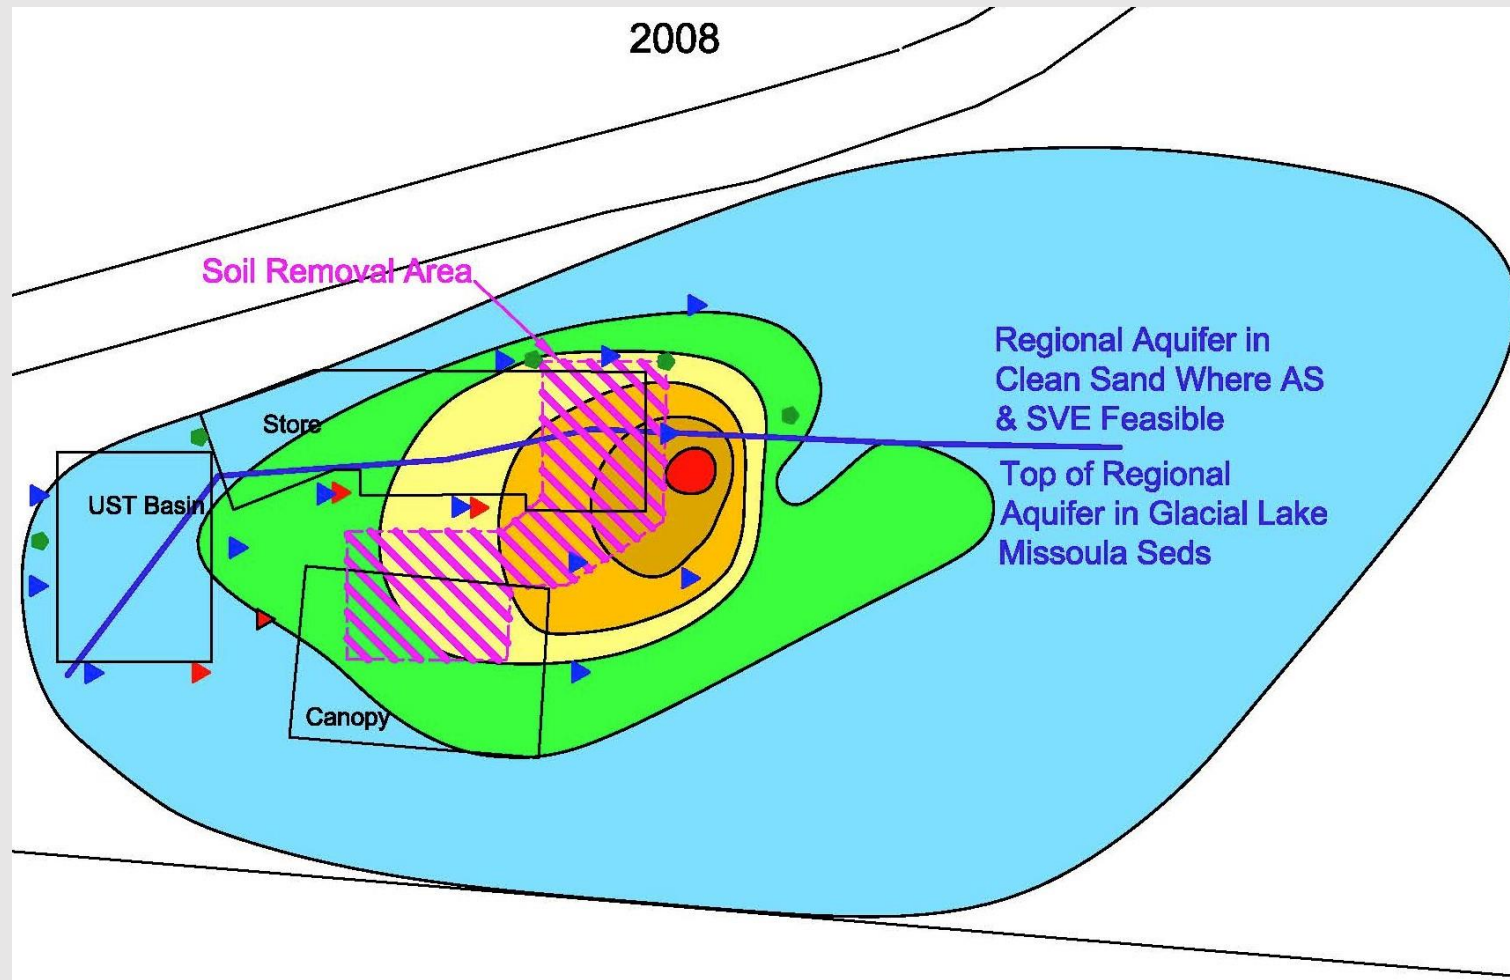 2008
Soil Removal Area
Regional Aquifer in
Clean Sand Where AS
& SVE Feasible
Store
Top of Regional
Aquifer in Glacial Lake
Missoula Seds
UST Basin
Canopy